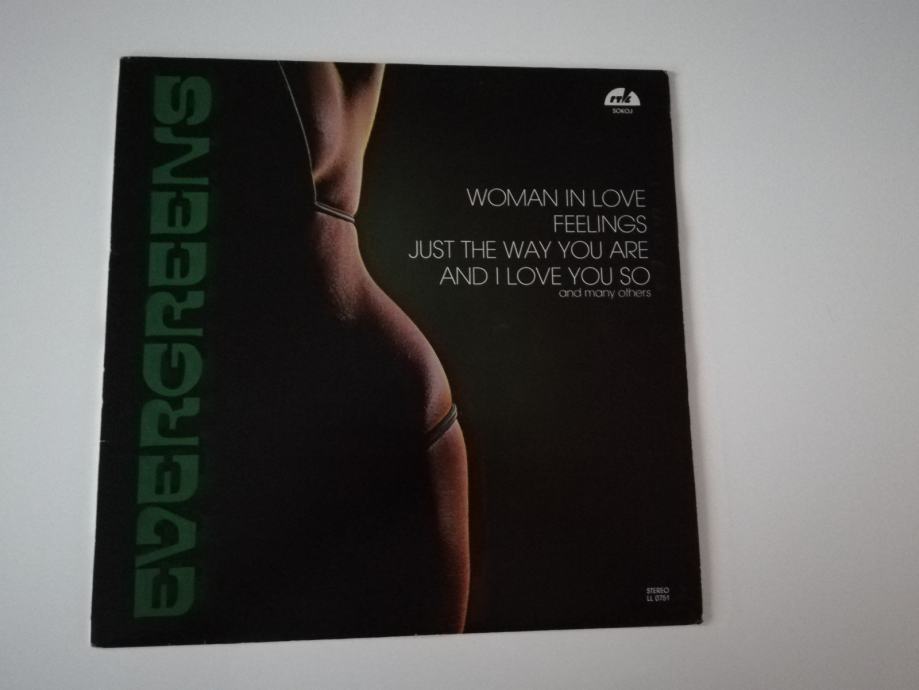 EVERGREENS
rtk
SOKOJ
WOMAN IN LOVE
FEELINGS
JUST THE WAY YOU ARE
AND I LOVE YOU SO
and many others
STEREO
LL 0751